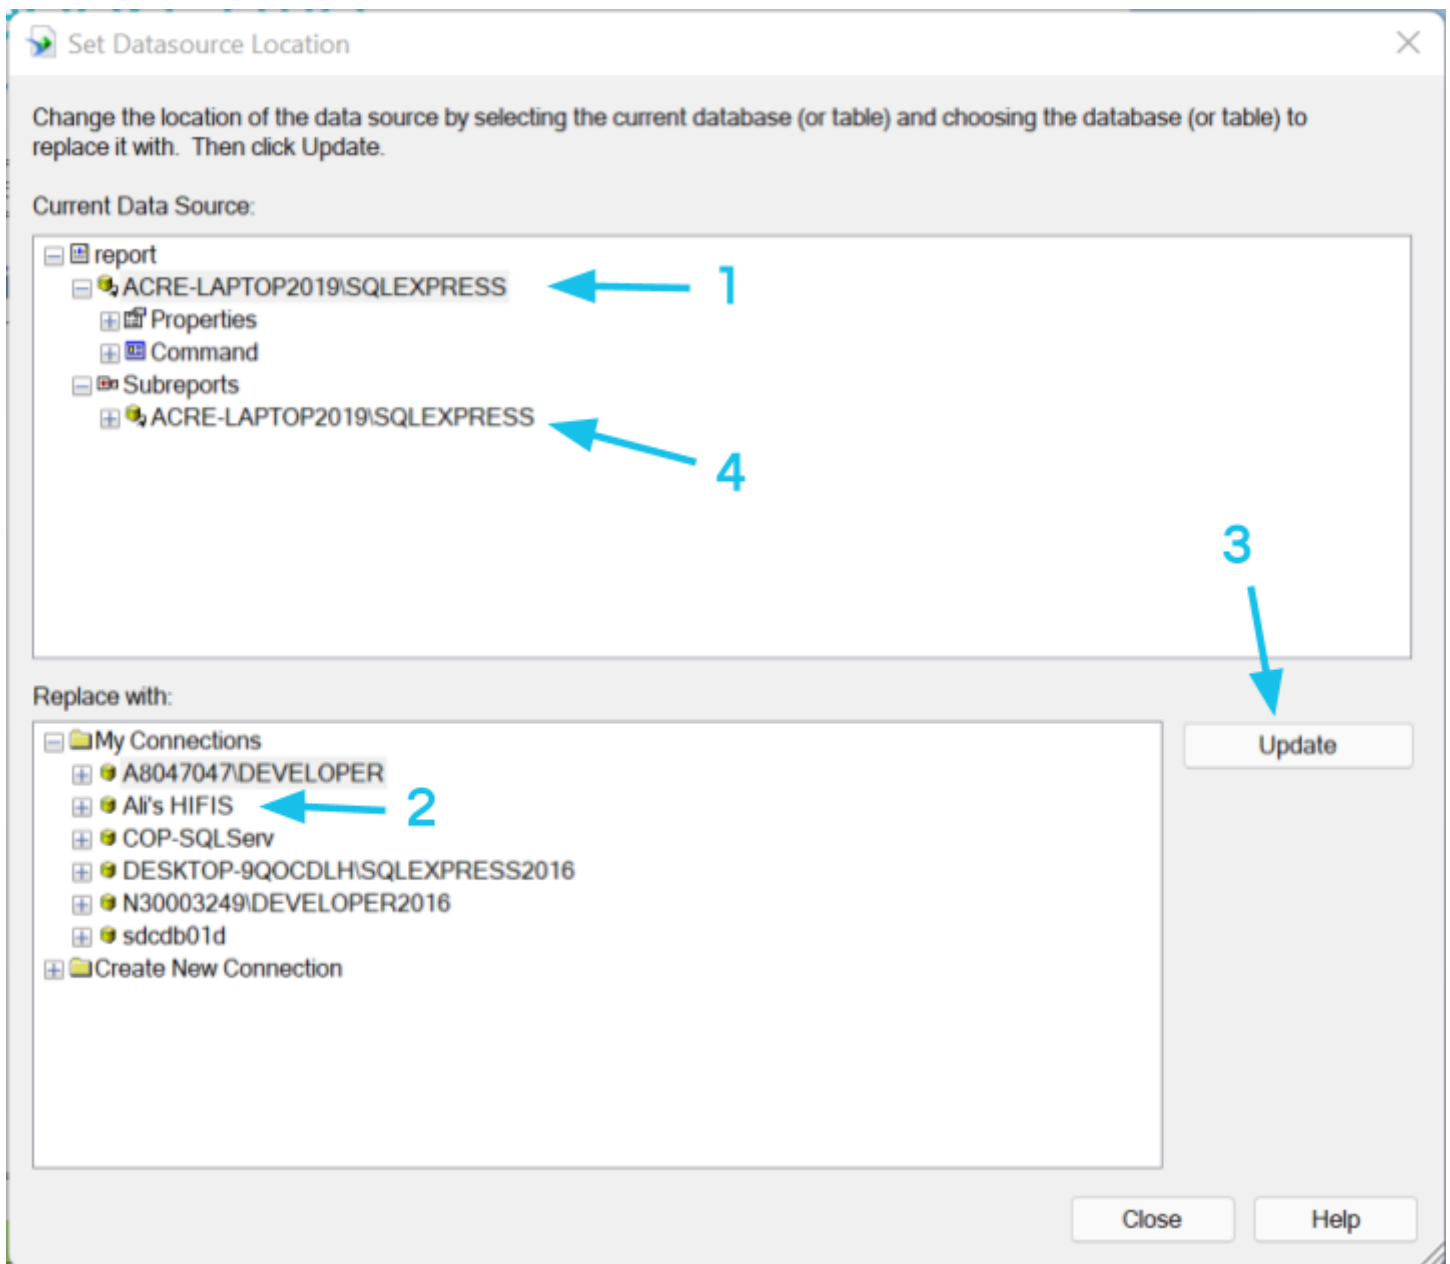 Set Datasource Location
Change the location of the data source by selecting the current database (or table) and choosing the database (or table) to
replace it with. Then click Update.
Current Data Source:
report
ACRE-LAPTOP2019\SQLEXPRESS
1
Properties
Command
Subreports
ACRE-LAPTOP2019\SQLEXPRESS
4
3
Replace with:
My Connections
Update
A8047047\DEVELOPER
Ali's HIFIS
2
COP-SQLServ
DESKTOP-9QOCDLH\SQLEXPRESS2016
N30003249\DEVELOPER2016
sdcdb01d
Create New Connection
Close
Help